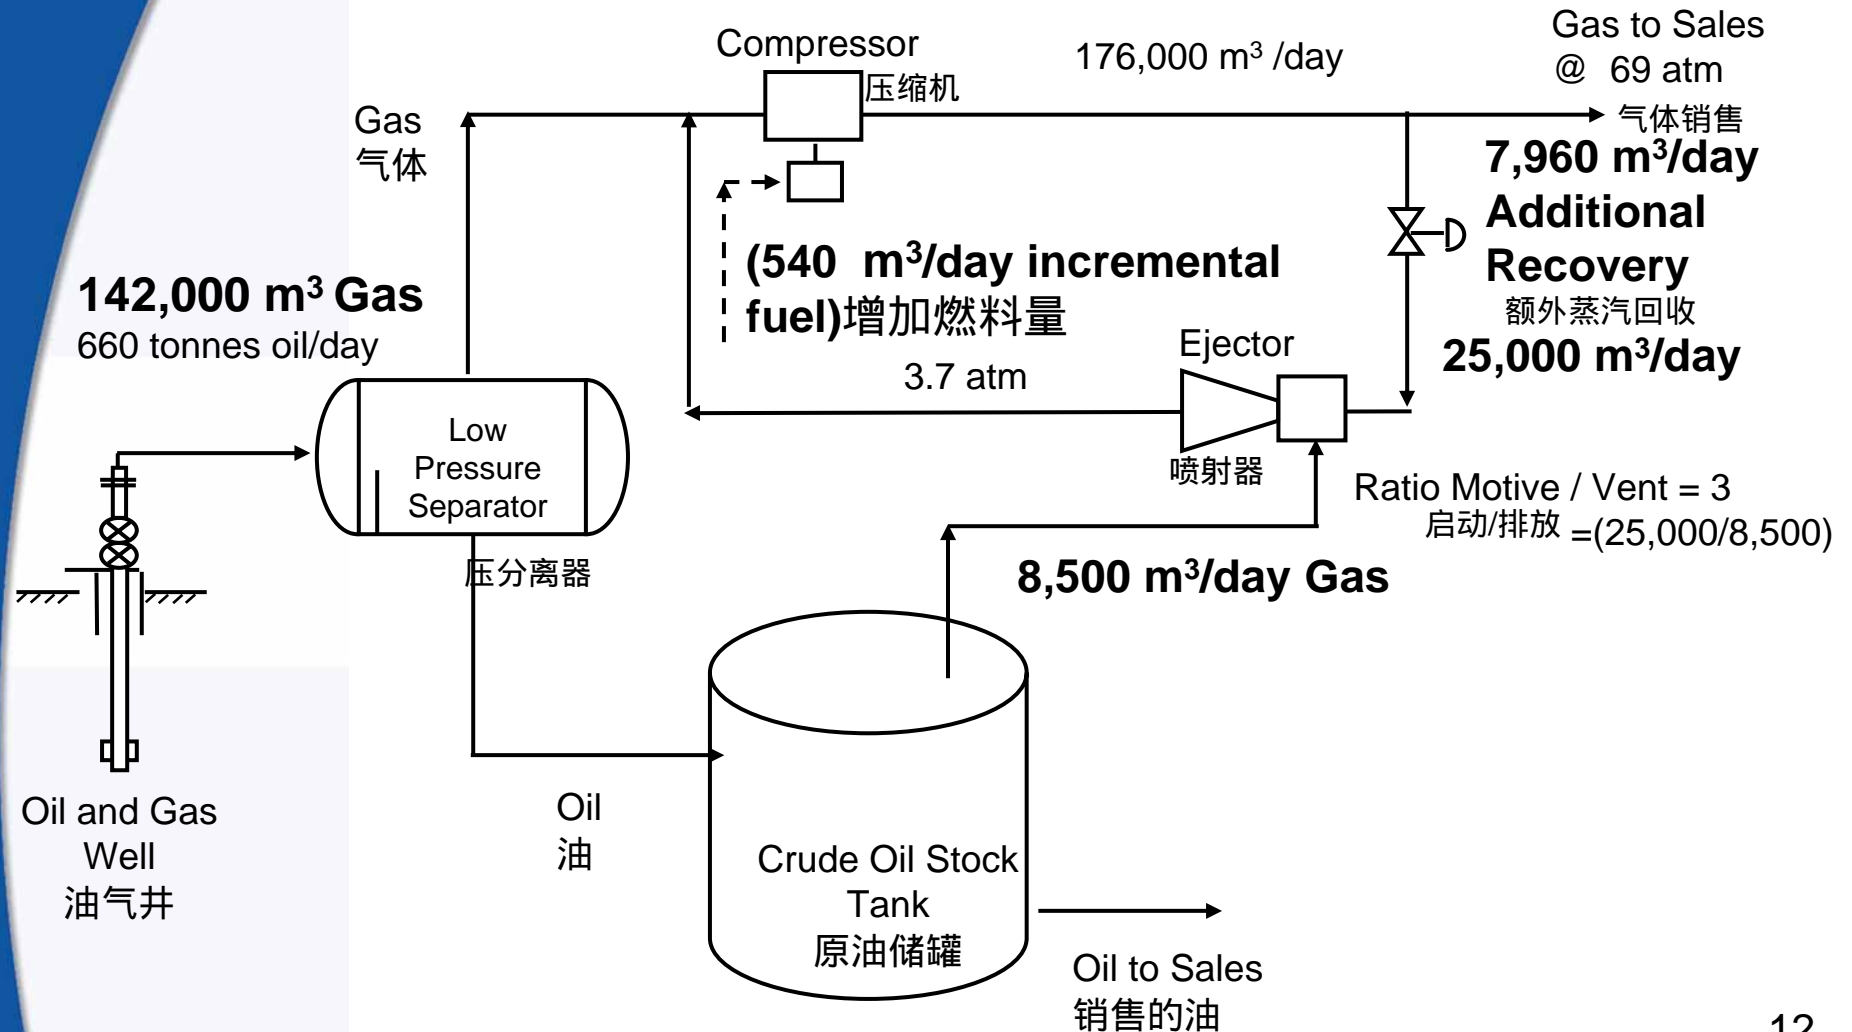 Compressor
压缩机
176,000 m³ /day
Gas to Sales
@ 69 atm
气体销售
Gas
气体
7,960 m³/day
Additional
Recovery
额外蒸汽回收
25,000 m³/day
(540 m³/day incremental
fuel)增加燃料量
142,000 m³ Gas
660 tonnes oil/day
Ejector
喷射器
3.7 atm
Low
Pressure
Separator
压分离器
Ratio Motive / Vent = 3
启动/排放 =(25,000/8,500)
8,500 m³/day Gas
Oil and Gas
Well
油气井
Oil
油
Crude Oil Stock
Tank
原油储罐
Oil to Sales
销售的油
12